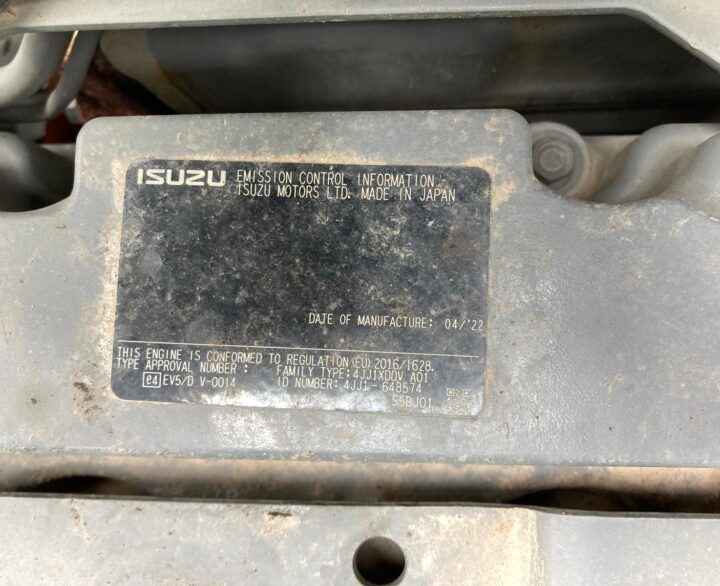 ISUZU EMISSION CONTROL INFORMATION
ISUZU MOTORS LTD. MADE IN JAPAN
DATE OF MANUFACTURE: 04/'22
THIS ENGINE IS CONFORMED TO REGULATION (EU) 2016/1628.
TYPE APPROVAL NUMBER : FAMILY TYPE: 4JJ1XDDV A01
e4 EV5/D V-0014 ID NUMBER: 4JJ1 - 648574
S5BJ01